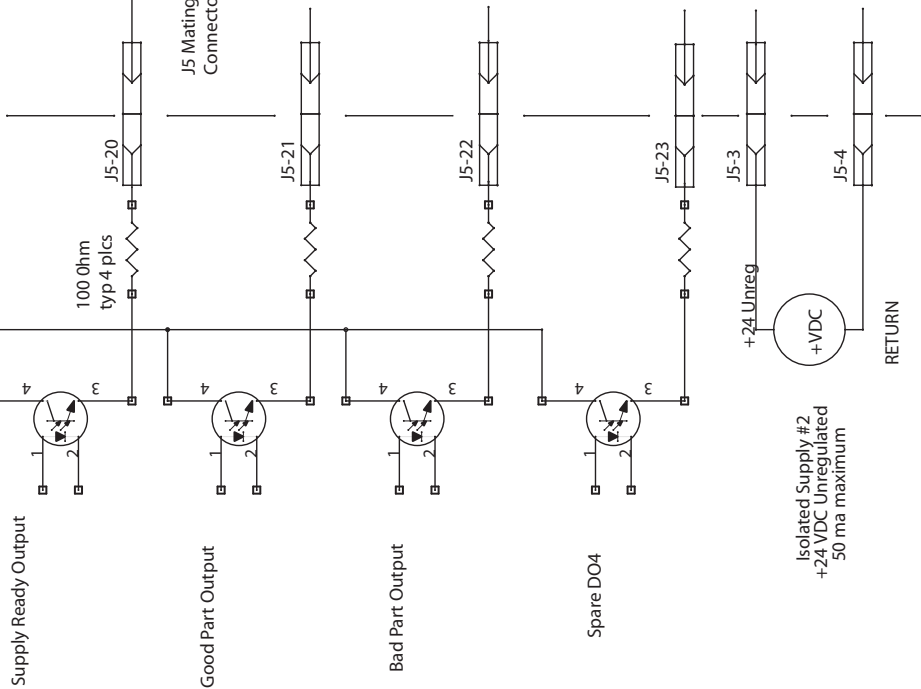 Supply Ready Output
1
2
4
3
100 0hm
typ 4 plcs
J5-20
J5 Mating
Connecto
Good Part Output
1
2
4
3
J5-21
Bad Part Output
1
2
4
3
J5-22
Spare DO4
1
2
4
3
J5-23
Isolated Supply #2
+24 VDC Unregulated
50 ma maximum
+24 Unreg
+VDC
RETURN
J5-3
J5-4